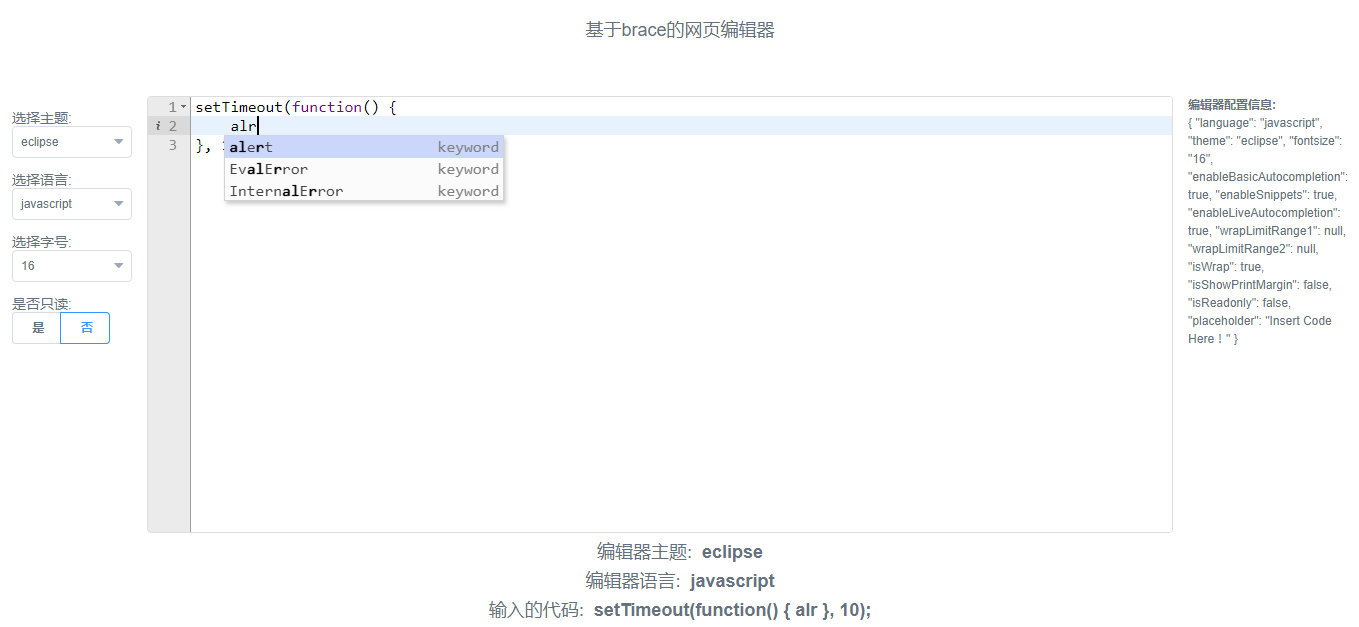 基于brace的网页编辑器
选择主题:
eclipse
选择语言:
javascript
选择字号:
16
是否只读:
是 否
1 setTimeout(function() {
i 2 alr
3 },
alert keyword
EvalError keyword
InternalError keyword
编辑器配置信息:
{ "language": "javascript",
"theme": "eclipse", "fontsize":
"16",
"enableBasicAutocompletion":
true, "enableSnippets": true,
"enableLiveAutocompletion":
true, "wrapLimitRange1": null,
"wrapLimitRange2": null,
"isWrap": true,
"isShowPrintMargin": false,
"isReadonly": false,
"placeholder": "Insert Code
Here！" }
编辑器主题: eclipse
编辑器语言: javascript
输入的代码: setTimeout(function() { alr }, 10);